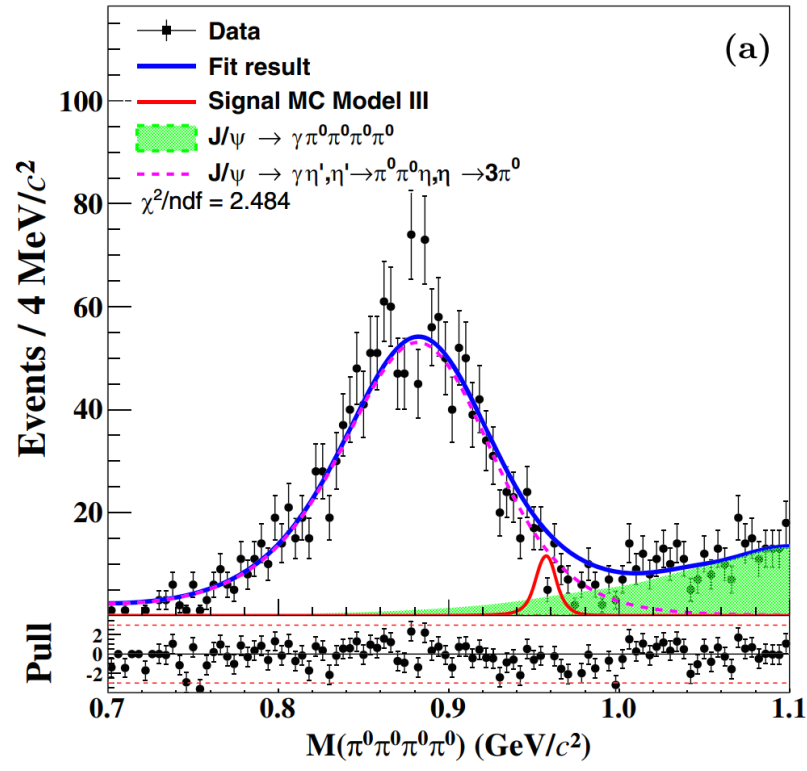 (a)
Data
Fit result
Signal MC Model III
J/ψ → γπ⁰π⁰π⁰π⁰
J/ψ → γη',η'→π⁰π⁰η,η →3π⁰
χ²/ndf = 2.484
Events / 4 MeV/c²
100
80
60
40
20
Pull
2
0
-2
0.7 0.8 0.9 1.0 1.1
M(π⁰π⁰π⁰π⁰) (GeV/c²)